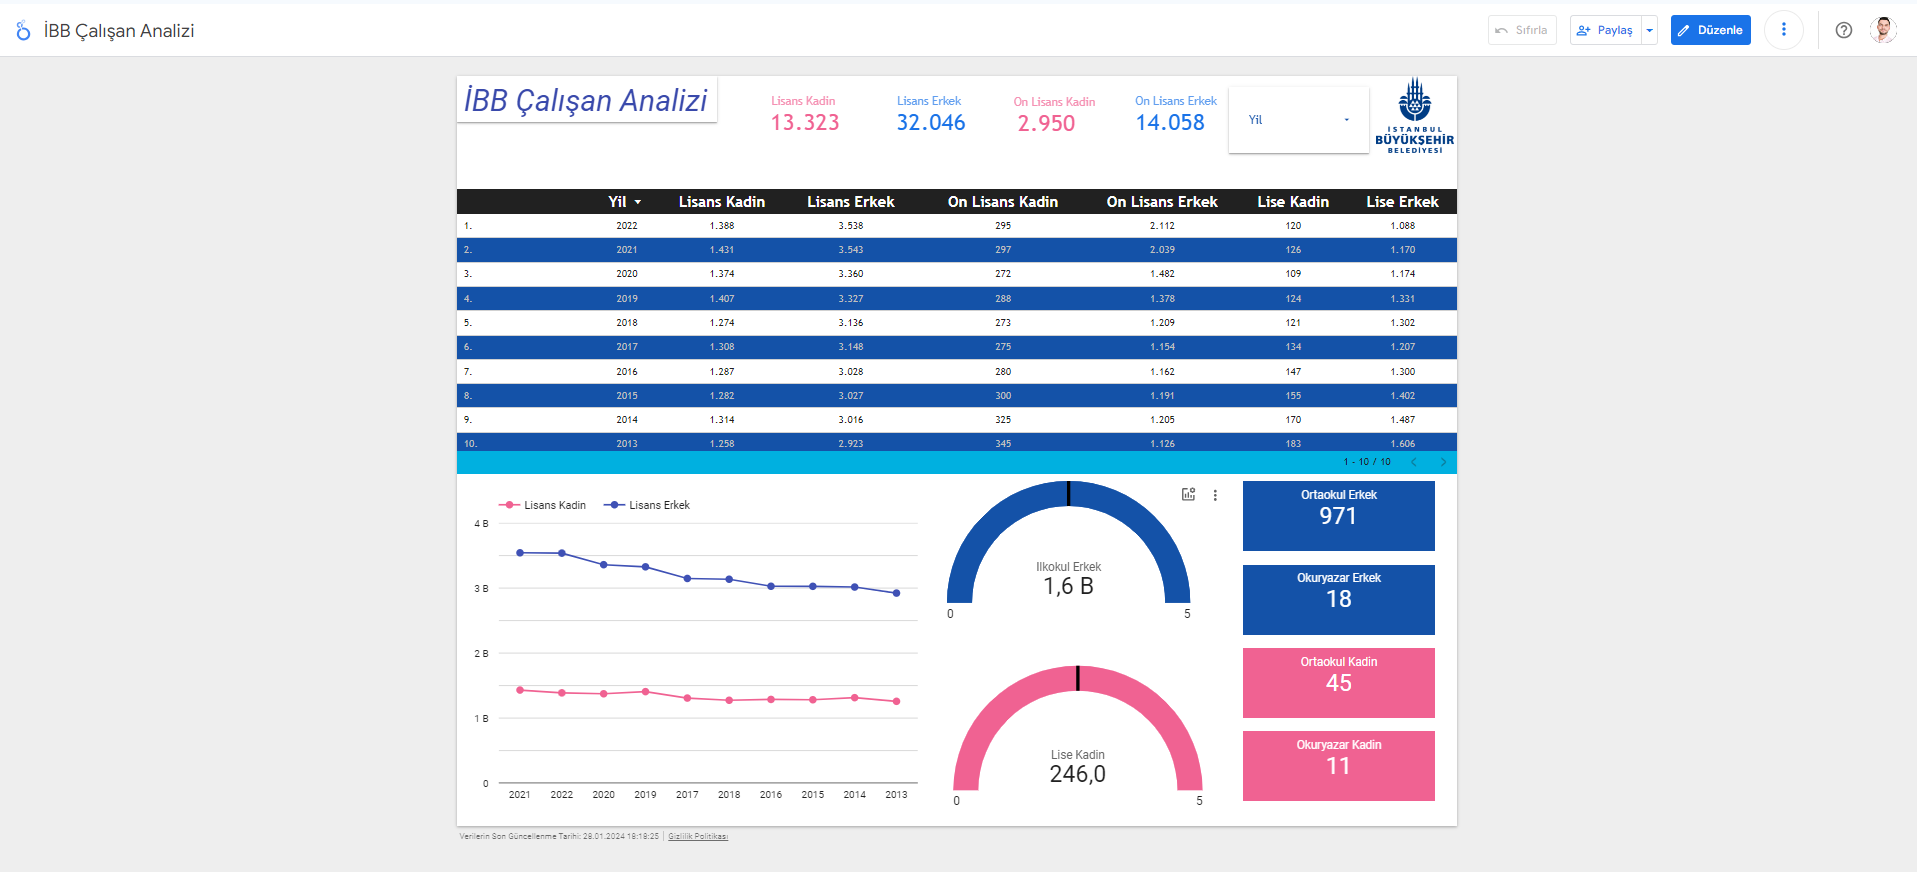 İBB Çalışan Analizi
Sıfırla
Paylaş
Düzenle
İBB Çalışan Analizi
Lisans Kadin
13.323
Lisans Erkek
32.046
On Lisans Kadin
2.950
On Lisans Erkek
14.058
Yil
İSTANBUL
BÜYÜKŞEHİR
BELEDİYESİ
Yil Lisans Kadin Lisans Erkek On Lisans Kadin On Lisans Erkek Lise Kadin Lise Erkek
1. 2022 1.388 3.538 295 2.112 120 1.088
2. 2021 1.431 3.543 297 2.039 126 1.170
3. 2020 1.374 3.360 272 1.482 109 1.174
4. 2019 1.407 3.327 288 1.378 124 1.331
5. 2018 1.274 3.136 273 1.209 121 1.302
6. 2017 1.308 3.148 275 1.154 134 1.207
7. 2016 1.287 3.028 280 1.162 147 1.300
8. 2015 1.282 3.027 300 1.191 155 1.402
9. 2014 1.314 3.016 325 1.205 170 1.487
10. 2013 1.258 2.923 345 1.126 183 1.606
1 - 10 / 10
Lisans Kadin Lisans Erkek
4 B
3 B
2 B
1 B
0
2021 2022 2020 2019 2017 2018 2016 2015 2014 2013
Ilkokul Erkek
1,6 B
0 5
Lise Kadin
246,0
0 5
Ortaokul Erkek
971
Okuryazar Erkek
18
Ortaokul Kadin
45
Okuryazar Kadin
11
Verilerin Son Güncellenme Tarihi: 28.01.2024 18:18:25 | Gizlilik Politikası